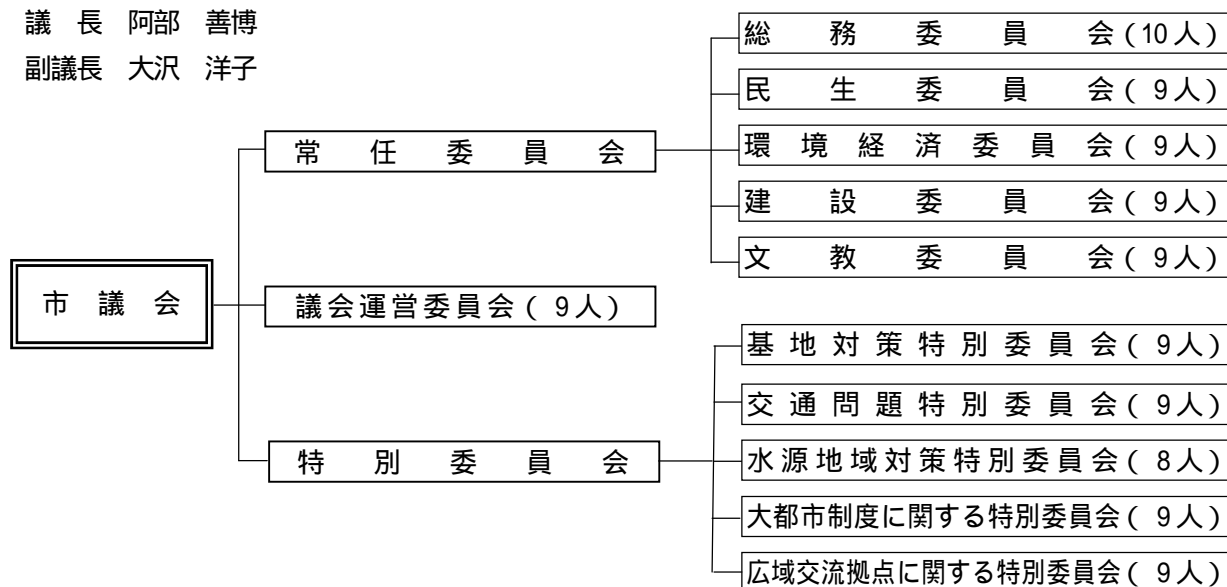 議 長 阿部 善博
副議長 大沢 洋子
市議会
常任委員会
総務委員会(10人)
民生委員会( 9人)
環境経済委員会( 9人)
建設委員会( 9人)
文教委員会( 9人)
議会運営委員会( 9人)
特別委員会
基地対策特別委員会( 9人)
交通問題特別委員会( 9人)
水源地域対策特別委員会( 8人)
大都市制度に関する特別委員会( 9人)
広域交流拠点に関する特別委員会( 9人)